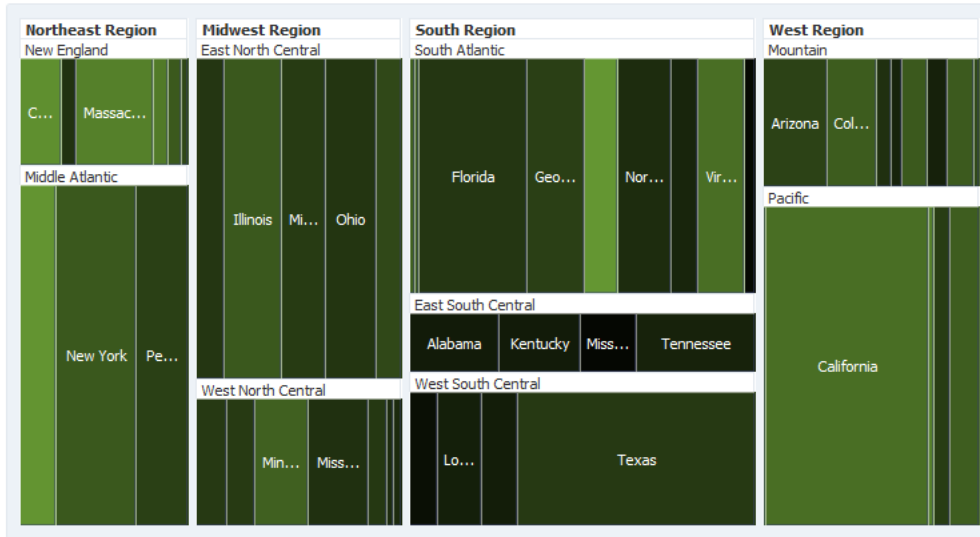 Northeast Region
New England
C...
Massac...
Middle Atlantic
New York
Pe...
Midwest Region
East North Central
Illinois
Mi...
Ohio
West North Central
Min...
Miss...
South Region
South Atlantic
Florida
Geo...
Nor...
Vir...
East South Central
Alabama
Kentucky
Miss...
Tennessee
West South Central
Lo...
Texas
West Region
Mountain
Arizona
Col...
Pacific
California